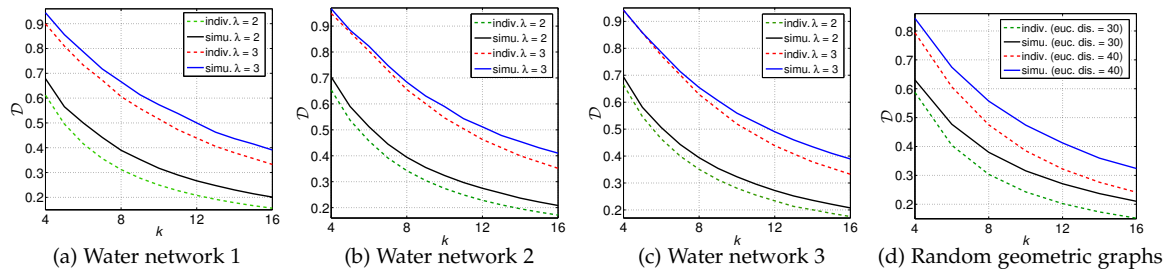 indiv. λ = 2
simu. λ = 2
indiv. λ = 3
simu. λ = 3
0.9
0.8
0.7
0.6
0.5
0.4
0.3
0.2
𝒟
4 8 12 16
k
(a) Water network 1
indiv. λ = 2
simu. λ = 2
indiv. λ = 3
simu. λ = 3
0.9
0.8
0.7
0.6
0.5
0.4
0.3
0.2
𝒟
4 8 12 16
k
(b) Water network 2
indiv. λ = 2
simu. λ = 2
indiv. λ = 3
simu. λ = 3
0.9
0.8
0.7
0.6
0.5
0.4
0.3
0.2
𝒟
4 8 12 16
k
(c) Water network 3
indiv. (euc. dis. = 30)
simu. (euc. dis. = 30)
indiv. (euc. dis. = 40)
simu. (euc. dis. = 40)
0.8
0.7
0.6
0.5
0.4
0.3
0.2
𝒟
4 8 12 16
k
(d) Random geometric graphs